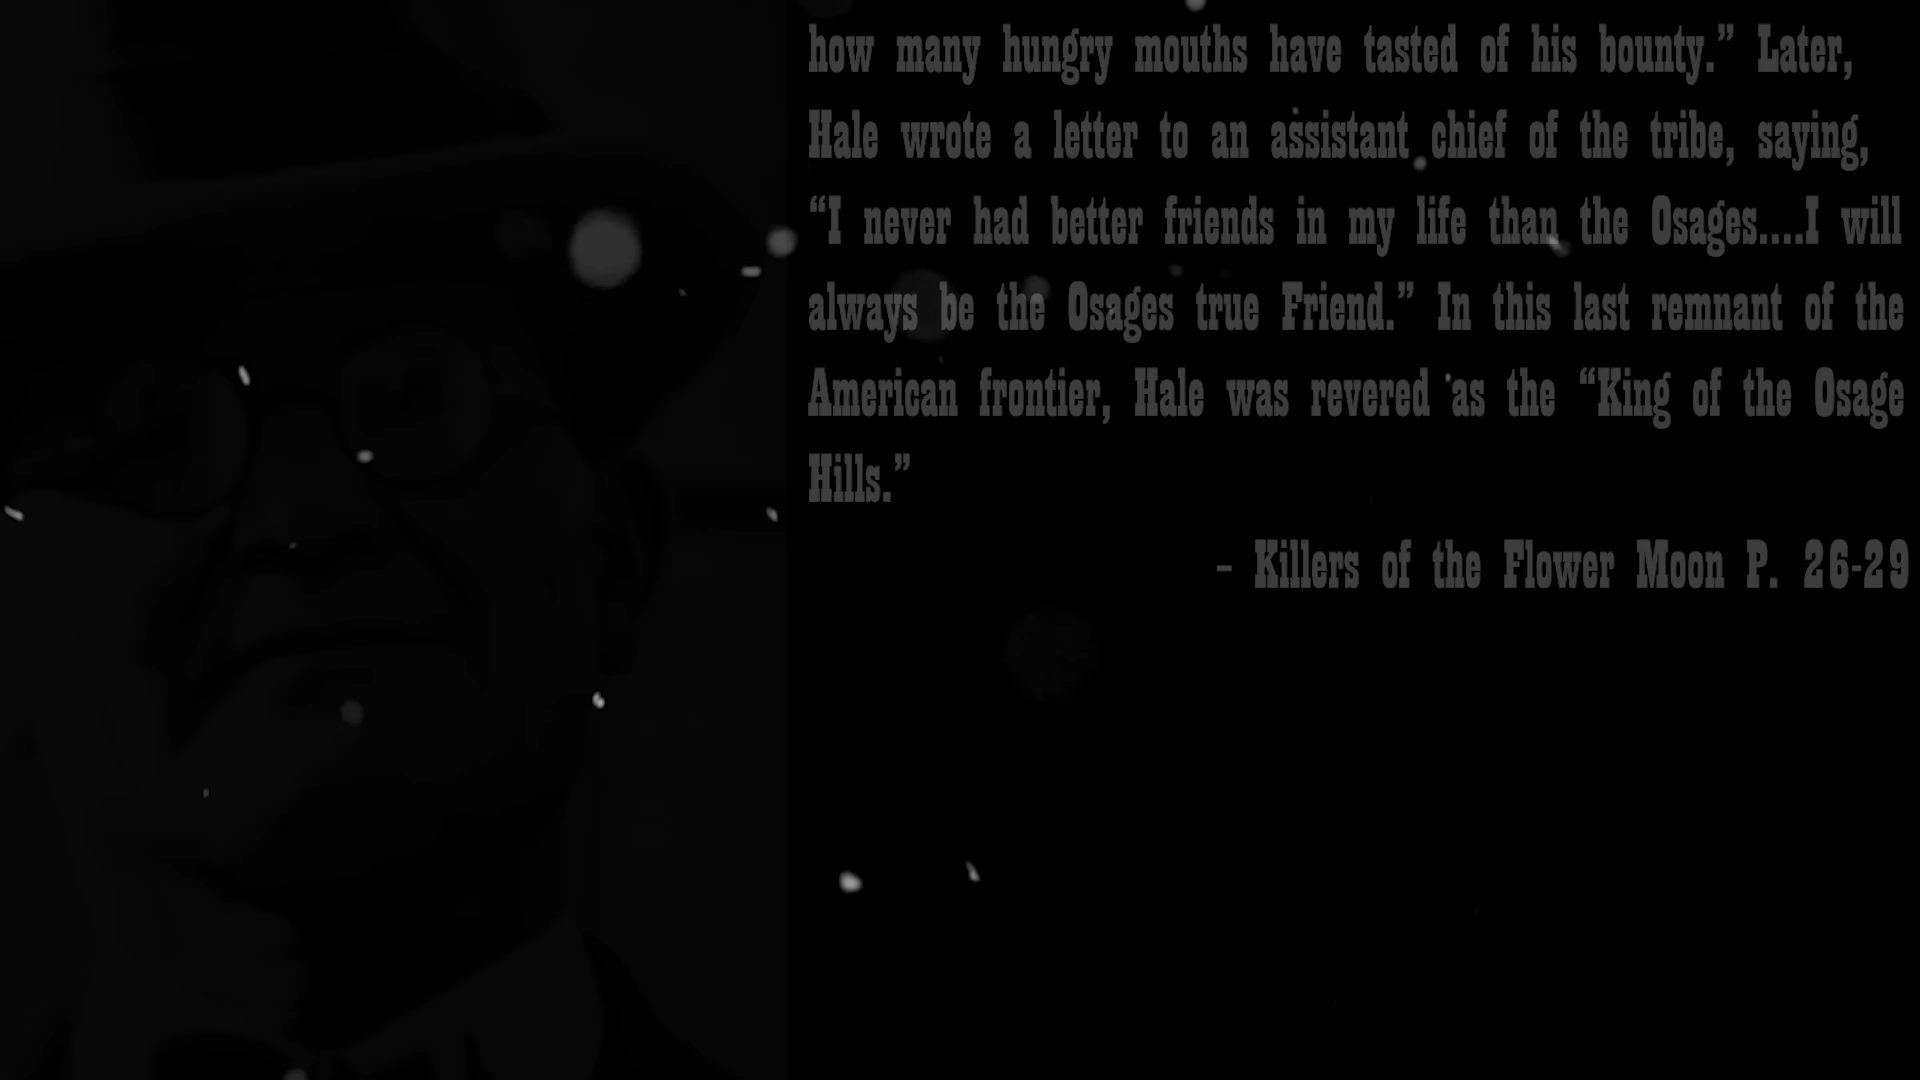 how many hungry mouths have tasted of his bounty.” Later,
Hale wrote a letter to an assistant chief of the tribe, saying,
“I never had better friends in my life than the Osages....I will
always be the Osages true Friend.” In this last remnant of the
American frontier, Hale was revered as the “King of the Osage
Hills.”
– Killers of the Flower Moon P. 26-29